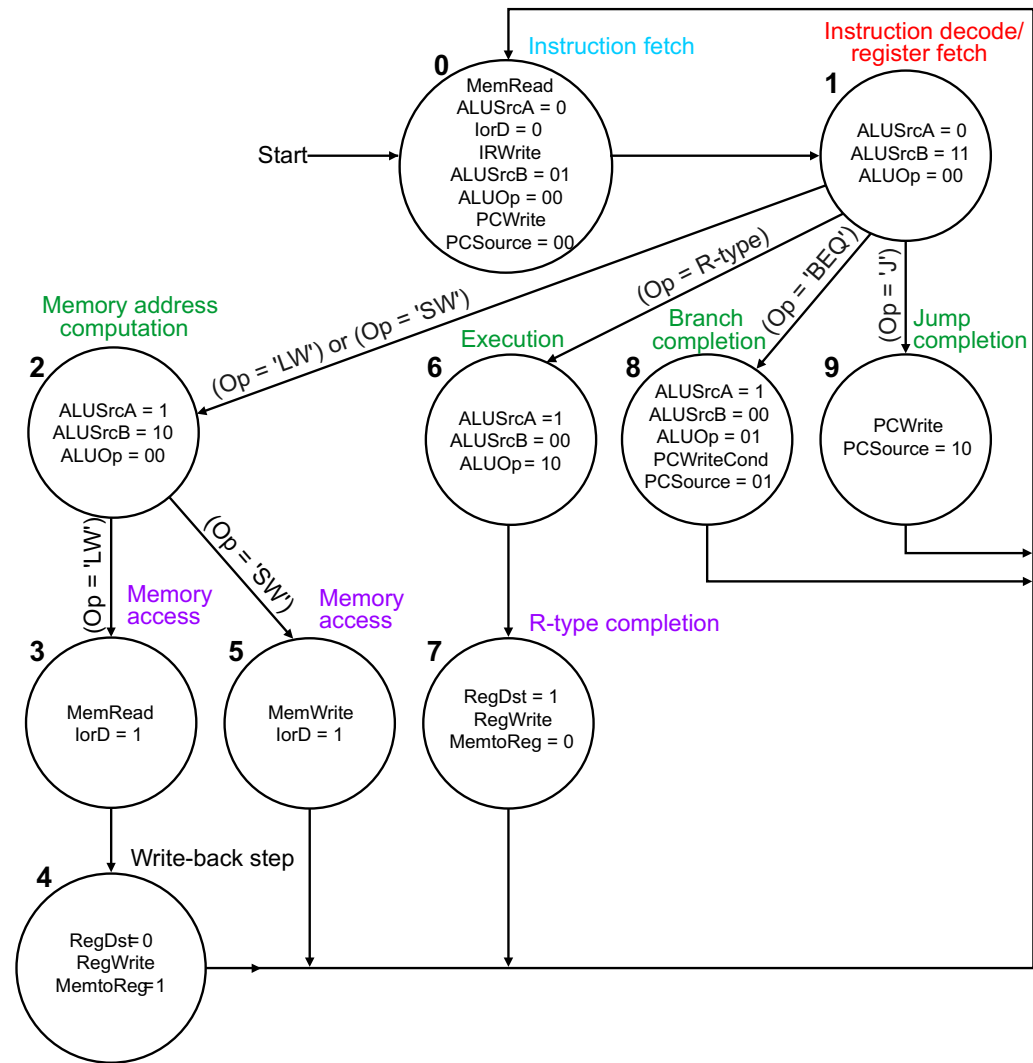 Instruction fetch
Instruction decode/
register fetch
0
1
MemRead
ALUSrcA = 0
IorD = 0
IRWrite
ALUSrcB = 01
ALUOp = 00
PCWrite
PCSource = 00
Start
ALUSrcA = 0
ALUSrcB = 11
ALUOp = 00
(Op = 'LW') or (Op = 'SW')
(Op = R-type)
(Op = 'BEQ')
(Op = 'J')
Memory address
computation
2
ALUSrcA = 1
ALUSrcB = 10
ALUOp = 00
Execution
6
ALUSrcA =1
ALUSrcB = 00
ALUOp= 10
Branch
completion
8
ALUSrcA = 1
ALUSrcB = 00
ALUOp = 01
PCWriteCond
PCSource = 01
Jump
completion
9
PCWrite
PCSource = 10
(Op = 'LW')
(Op = 'SW')
Memory
access
3
MemRead
IorD = 1
Memory
access
5
MemWrite
IorD = 1
R-type completion
7
RegDst = 1
RegWrite
MemtoReg = 0
Write-back step
4
RegDst=0
RegWrite
MemtoReg=1